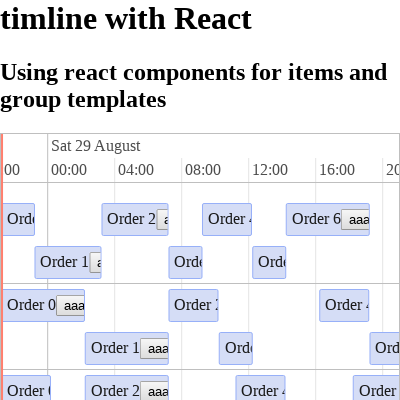 timline with React
Using react components for items and
group templates
Sat 29 August
00 00:00 04:00 08:00 12:00 16:00 20
Orde Order 2 a Order 4 Order 6 aaa
Order 1 a Orde Orde
Order 0 aaa Order 2 Order 4
Order 1 aaa Orde Ord
Order 0 Order 2 aaa Order 4 Order